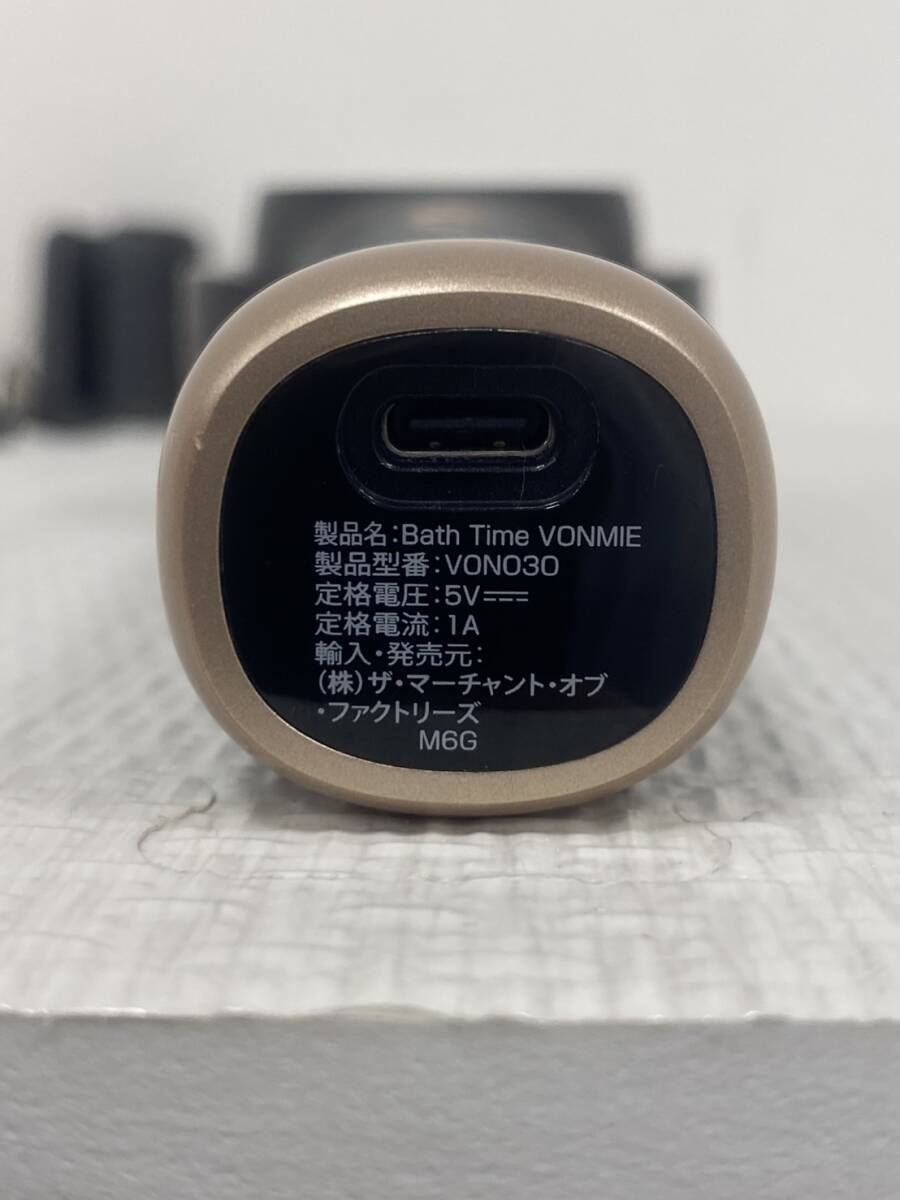 製品名:Bath Time VONMIE
製品型番:VON030
定格電圧:5V⎓
定格電流:1A
輸入・発売元:
(株)ザ・マーチャント・オブ
・ファクトリーズ
M6G